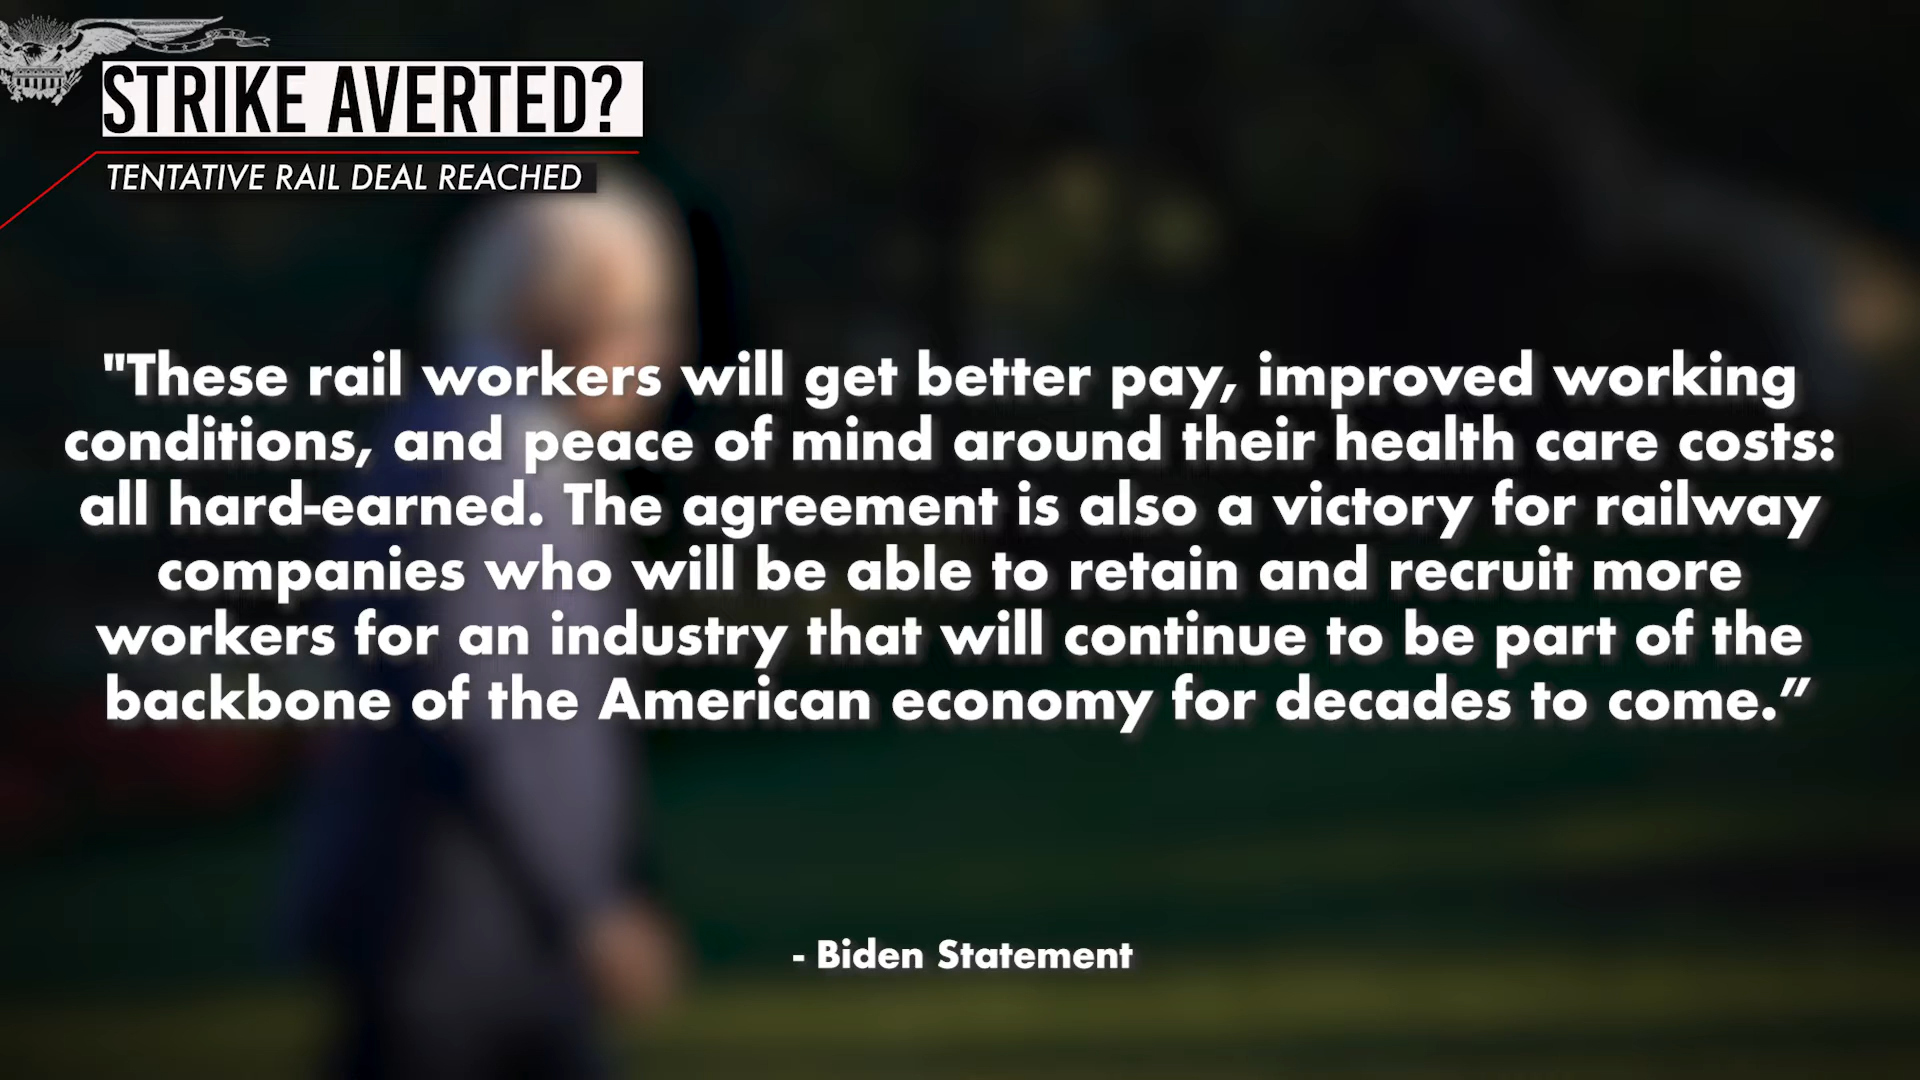 STRIKE AVERTED?
TENTATIVE RAIL DEAL REACHED
"These rail workers will get better pay, improved working
conditions, and peace of mind around their health care costs:
all hard-earned. The agreement is also a victory for railway
companies who will be able to retain and recruit more
workers for an industry that will continue to be part of the
backbone of the American economy for decades to come.”
- Biden Statement